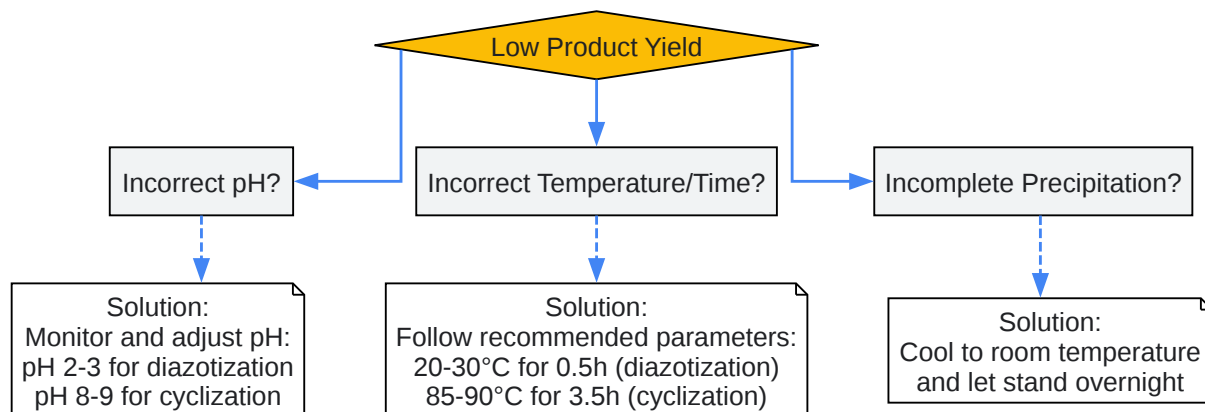 Low Product Yield
Incorrect pH?
Incorrect Temperature/Time?
Incomplete Precipitation?
Solution:
Monitor and adjust pH:
pH 2-3 for diazotization
pH 8-9 for cyclization
Solution:
Follow recommended parameters:
20-30°C for 0.5h (diazotization)
85-90°C for 3.5h (cyclization)
Solution:
Cool to room temperature
and let stand overnight